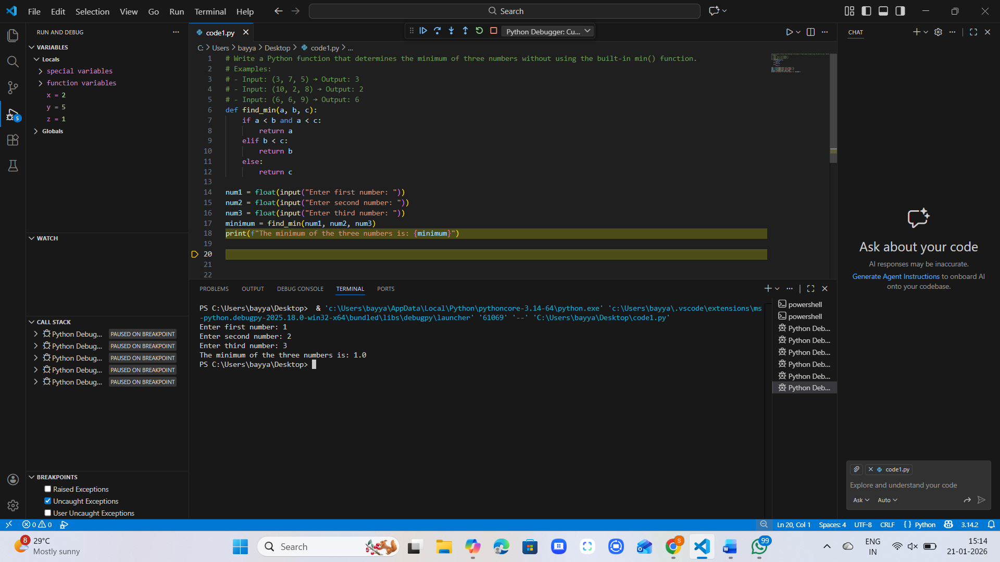 File Edit Selection View Go Run Terminal Help Search
RUN AND DEBUG
VARIABLES
Locals
special variables
function variables
x = 2
y = 5
z = 1
Globals
WATCH
CALL STACK
Python Debug... PAUSED ON BREAKPOINT
Python Debug... PAUSED ON BREAKPOINT
Python Debug... PAUSED ON BREAKPOINT
Python Debug... PAUSED ON BREAKPOINT
Python Debug... PAUSED ON BREAKPOINT
BREAKPOINTS
Raised Exceptions
Uncaught Exceptions
User Uncaught Exceptions
5
code1.py
Python Debugger: Cu...
C: > Users > bayya > Desktop > code1.py > ...
1 # Write a Python function that determines the minimum of three numbers without using the built-in min() function.
2 # Examples:
3 # - Input: (3, 7, 5) → Output: 3
4 # - Input: (10, 2, 8) → Output: 2
5 # - Input: (6, 6, 9) → Output: 6
6 def find_min(a, b, c):
7 if a < b and a < c:
8 return a
9 elif b < c:
10 return b
11 else:
12 return c
13
14 num1 = float(input("Enter first number: "))
15 num2 = float(input("Enter second number: "))
16 num3 = float(input("Enter third number: "))
17 minimum = find_min(num1, num2, num3)
18 print(f"The minimum of the three numbers is: {minimum}")
19
20
21
22
PROBLEMS OUTPUT DEBUG CONSOLE TERMINAL PORTS
PS C:\Users\bayya\Desktop> & 'c:\Users\bayya\AppData\Local\Python\pythoncore-3.14-64\python.exe' 'c:\Users\bayya\.vscode\extensions\ms
-python.debugpy-2025.18.0-win32-x64\bundled\libs\debugpy\launcher' '61069' '--' 'C:\Users\bayya\Desktop\code1.py'
Enter first number: 1
Enter second number: 2
Enter third number: 3
The minimum of the three numbers is: 1.0
PS C:\Users\bayya\Desktop>
powershell
powershell
Python Deb...
Python Deb...
Python Deb...
Python Deb...
Python Deb...
Python Deb...
CHAT
Ask about your code
AI responses may be inaccurate.
Generate Agent Instructions to onboard AI
onto your codebase.
code1.py
Explore and understand your code
Ask Auto
0 0 Ln 20, Col 1 Spaces: 4 UTF-8 CRLF {} Python 3.14.2
8 29°C
Mostly sunny
Search
S
99
ENG
IN
15:14
21-01-2026